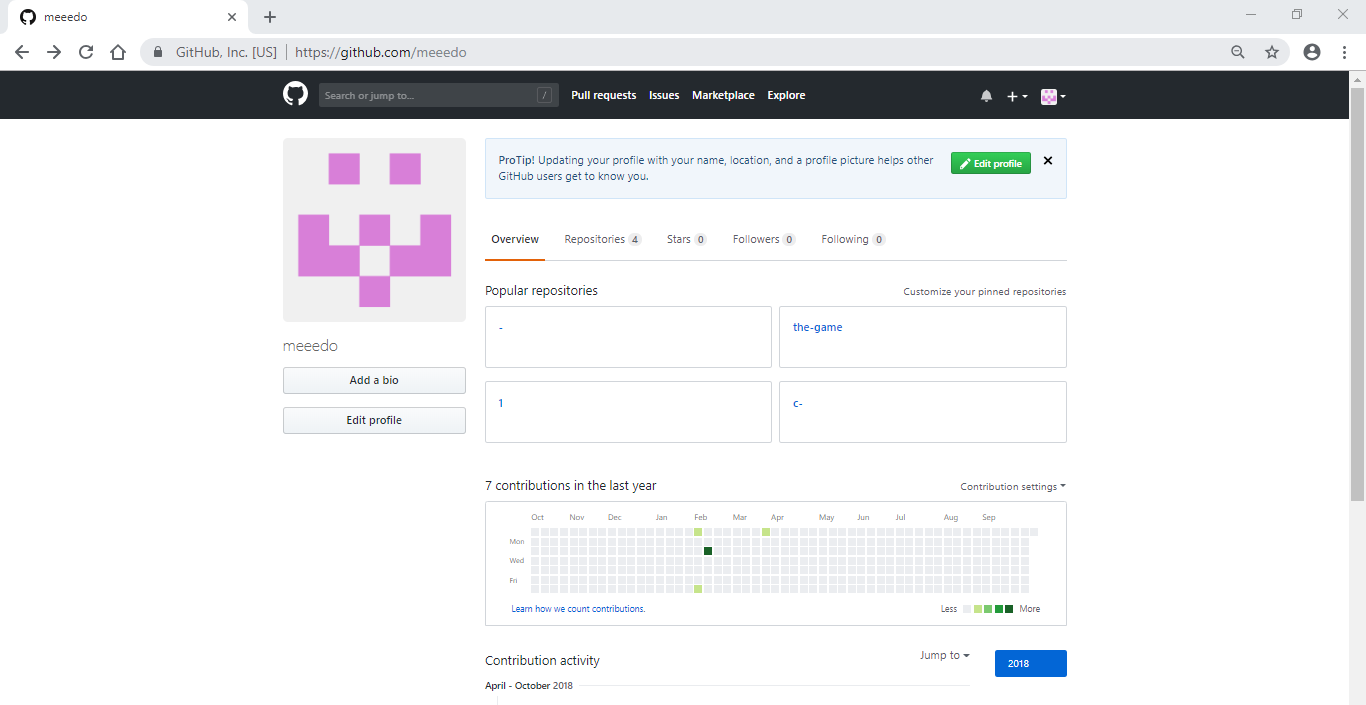 meeedo
GitHub, Inc. [US] | https://github.com/meeedo
Search or jump to... /
Pull requests Issues Marketplace Explore
ProTip! Updating your profile with your name, location, and a profile picture helps other
GitHub users get to know you.
Edit profile
Overview Repositories 4 Stars 0 Followers 0 Following 0
Popular repositories
Customize your pinned repositories
-
the-game
1
c-
meeedo
Add a bio
Edit profile
7 contributions in the last year
Contribution settings
Oct Nov Dec Jan Feb Mar Apr May Jun Jul Aug Sep
Mon
Wed
Fri
Learn how we count contributions.
Less More
Contribution activity
Jump to
2018
April - October 2018